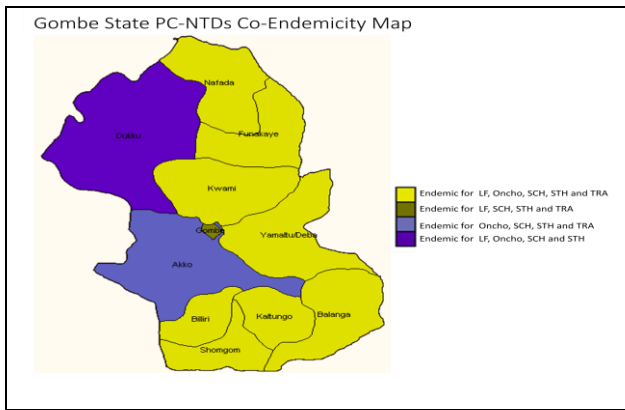 Gombe State PC-NTDs Co-Endemicity Map
Nafada
Dukku
Funakaye
Kwami
Gombe
Yamaltu/Deba
Akko
Balanga
Kaltungo
Billiri
Shomgom
Endemic for LF, Oncho, SCH, STH and TRA
Endemic for LF, SCH, STH and TRA
Endemic for Oncho, SCH, STH and TRA
Endemic for LF, Oncho, SCH and STH